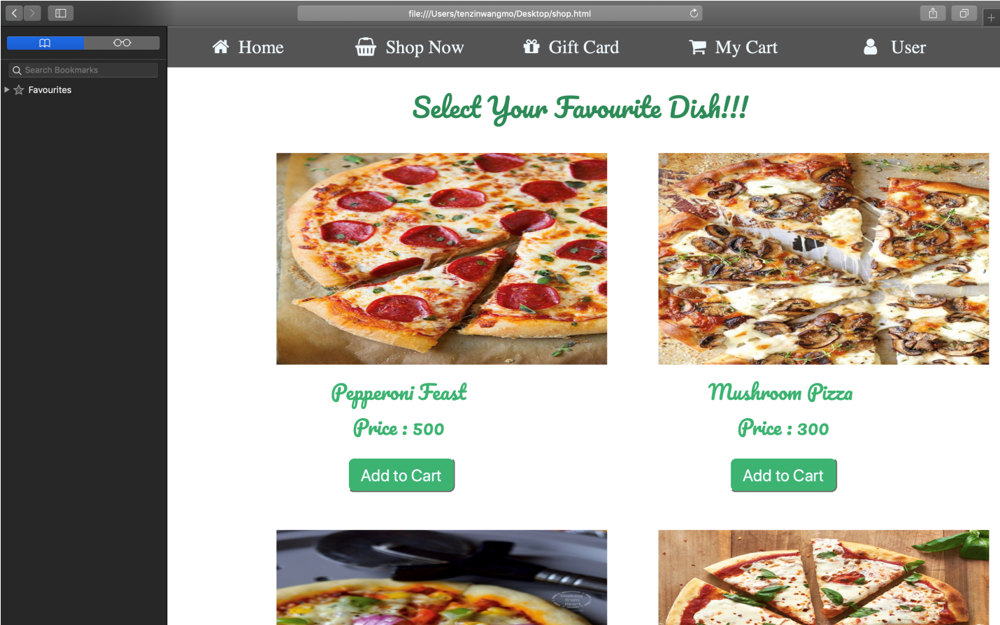 file:///Users/tenzinwangmo/Desktop/shop.html
Search Bookmarks
Favourites
Home
Shop Now
Gift Card
My Cart
User
Select Your Favourite Dish!!!
Pepperoni Feast
Price : 500
Add to Cart
Mushroom Pizza
Price : 300
Add to Cart